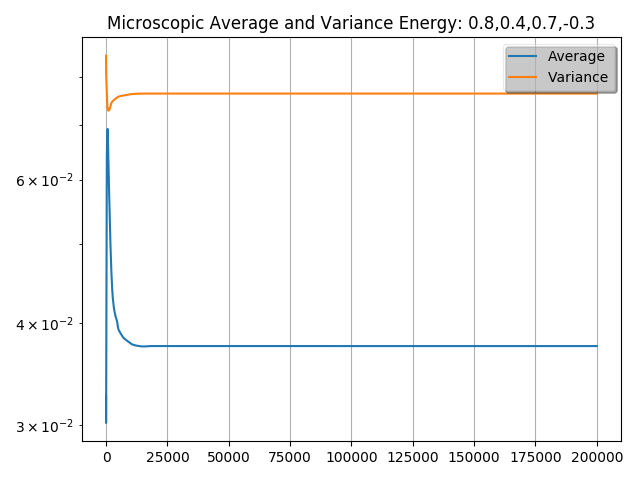 Microscopic Average and Variance Energy: 0.8,0.4,0.7,-0.3
Average
Variance
6 × 10⁻²
4 × 10⁻²
3 × 10⁻²
0 25000 50000 75000 100000 125000 150000 175000 200000